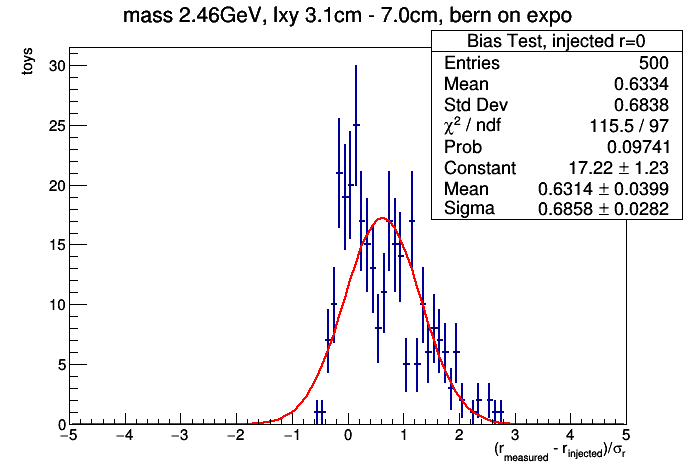 mass 2.46GeV, lxy 3.1cm - 7.0cm, bern on expo
Bias Test, injected r=0
Entries 500
Mean 0.6334
Std Dev 0.6838
χ² / ndf 115.5 / 97
Prob 0.09741
Constant 17.22 ± 1.23
Mean 0.6314 ± 0.0399
Sigma 0.6858 ± 0.0282
toys
30
25
20
15
10
5
0
−5 −4 −3 −2 −1 0 1 2 3 4 5
(r_measured - r_injected)/σ_r